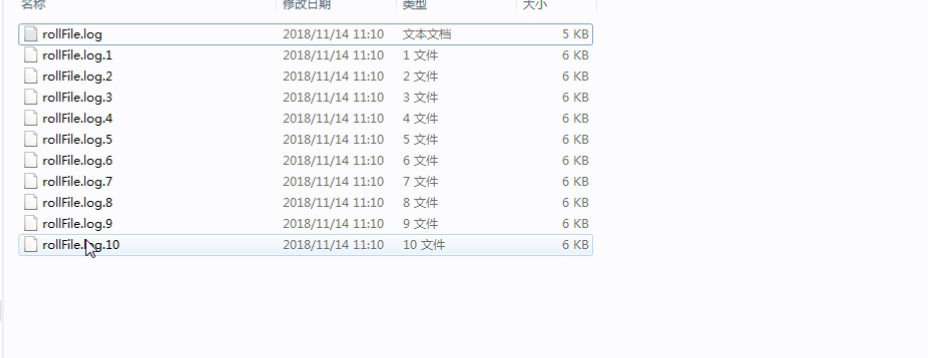 名称 修改日期 类型 大小
rollFile.log 2018/11/14 11:10 文本文档 5 KB
rollFile.log.1 2018/11/14 11:10 1 文件 6 KB
rollFile.log.2 2018/11/14 11:10 2 文件 6 KB
rollFile.log.3 2018/11/14 11:10 3 文件 6 KB
rollFile.log.4 2018/11/14 11:10 4 文件 6 KB
rollFile.log.5 2018/11/14 11:10 5 文件 6 KB
rollFile.log.6 2018/11/14 11:10 6 文件 6 KB
rollFile.log.7 2018/11/14 11:10 7 文件 6 KB
rollFile.log.8 2018/11/14 11:10 8 文件 6 KB
rollFile.log.9 2018/11/14 11:10 9 文件 6 KB
rollFile.log.10 2018/11/14 11:10 10 文件 6 KB